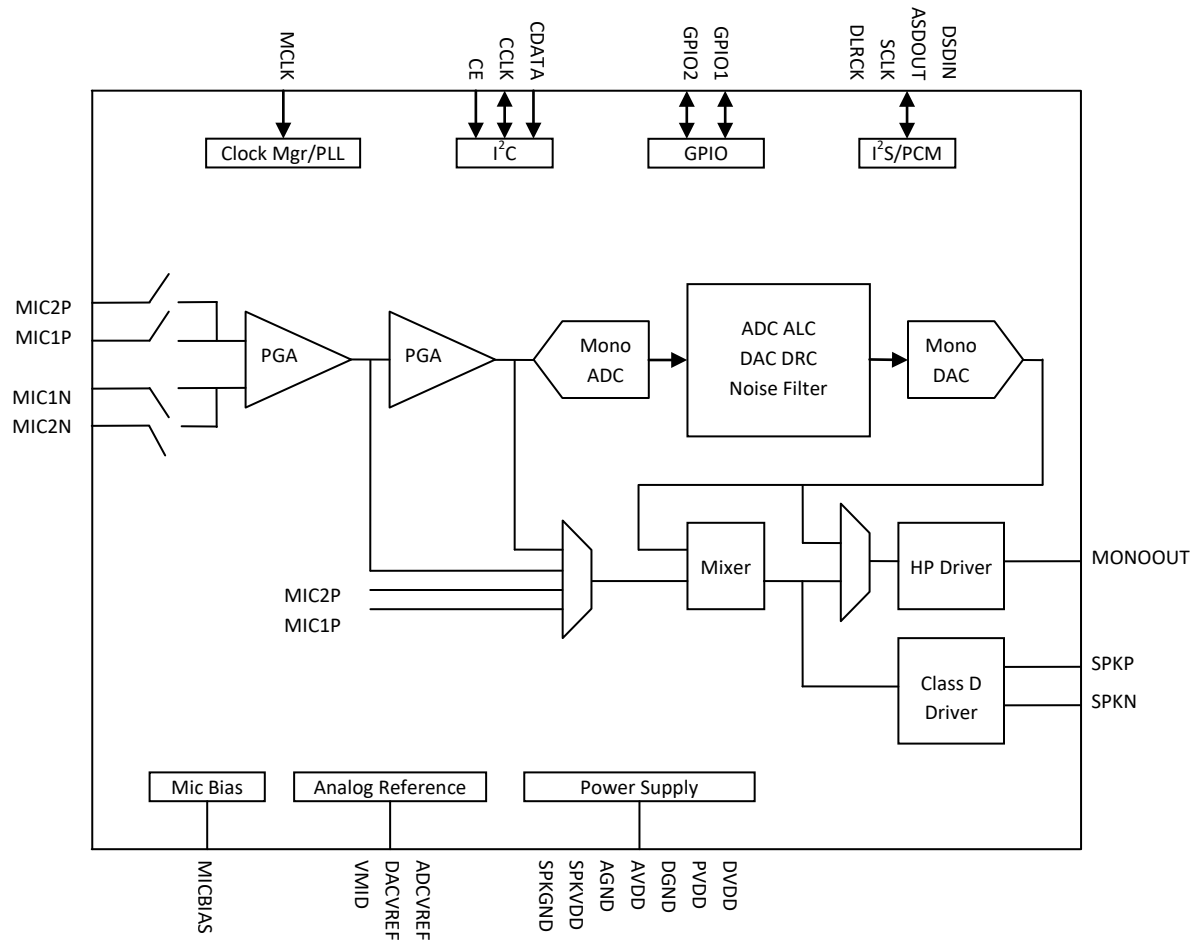 MCLK
CE
CCLK
CDATA
GPIO2
GPIO1
DLRCK
SCLK
ASDOUT
DSDIN
Clock Mgr/PLL
I²C
GPIO
I²S/PCM
MIC2P
MIC1P
MIC1N
MIC2N
PGA
PGA
Mono
ADC
ADC ALC
DAC DRC
Noise Filter
Mono
DAC
MIC2P
MIC1P
Mixer
HP Driver
MONOOUT
Class D
Driver
SPKP
SPKN
Mic Bias
Analog Reference
Power Supply
MICBIAS
VMID
DACVREF
ADCVREF
SPKGND
SPKVDD
AGND
AVDD
DGND
PVDD
DVDD